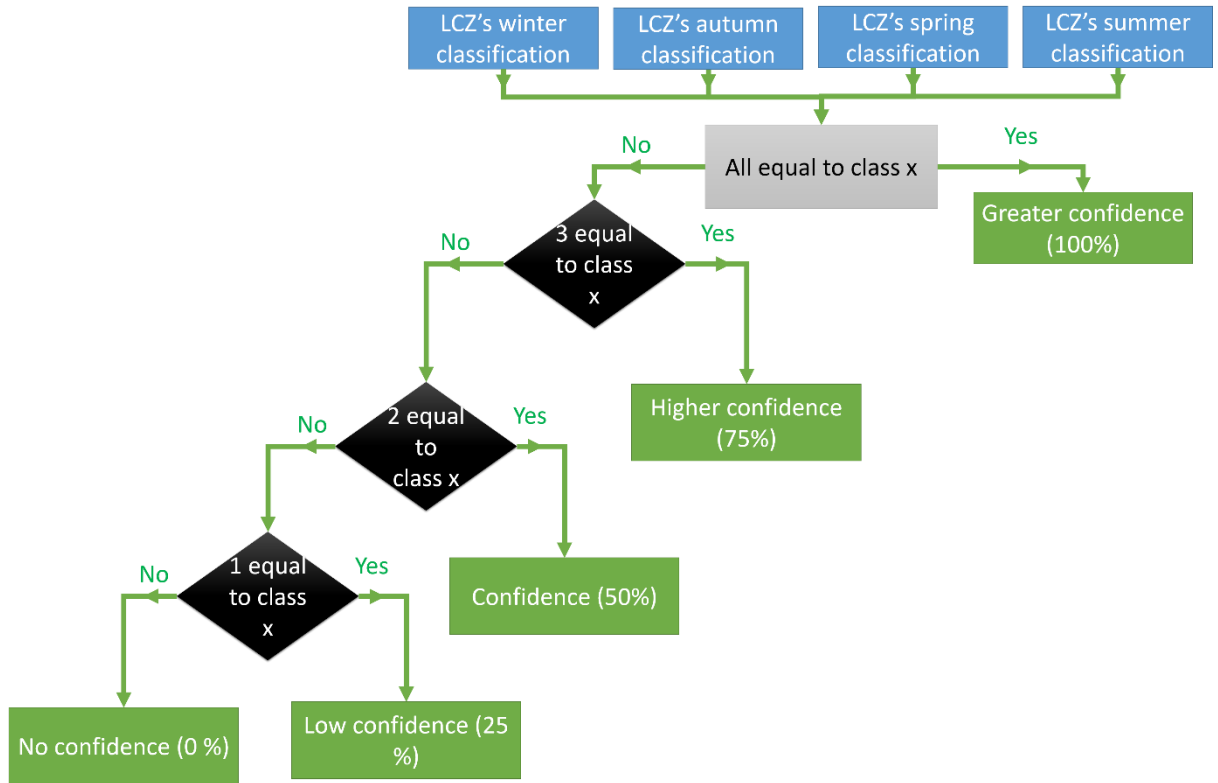 LCZ's winter
classification
LCZ's autumn
classification
LCZ's spring
classification
LCZ's summer
classification
No
Yes
All equal to class x
Greater confidence
(100%)
No
3 equal
to class
x
Yes
Higher confidence
(75%)
No
2 equal
to
class x
Yes
Confidence (50%)
No
1 equal
to class
x
Yes
No confidence (0 %)
Low confidence (25
%)